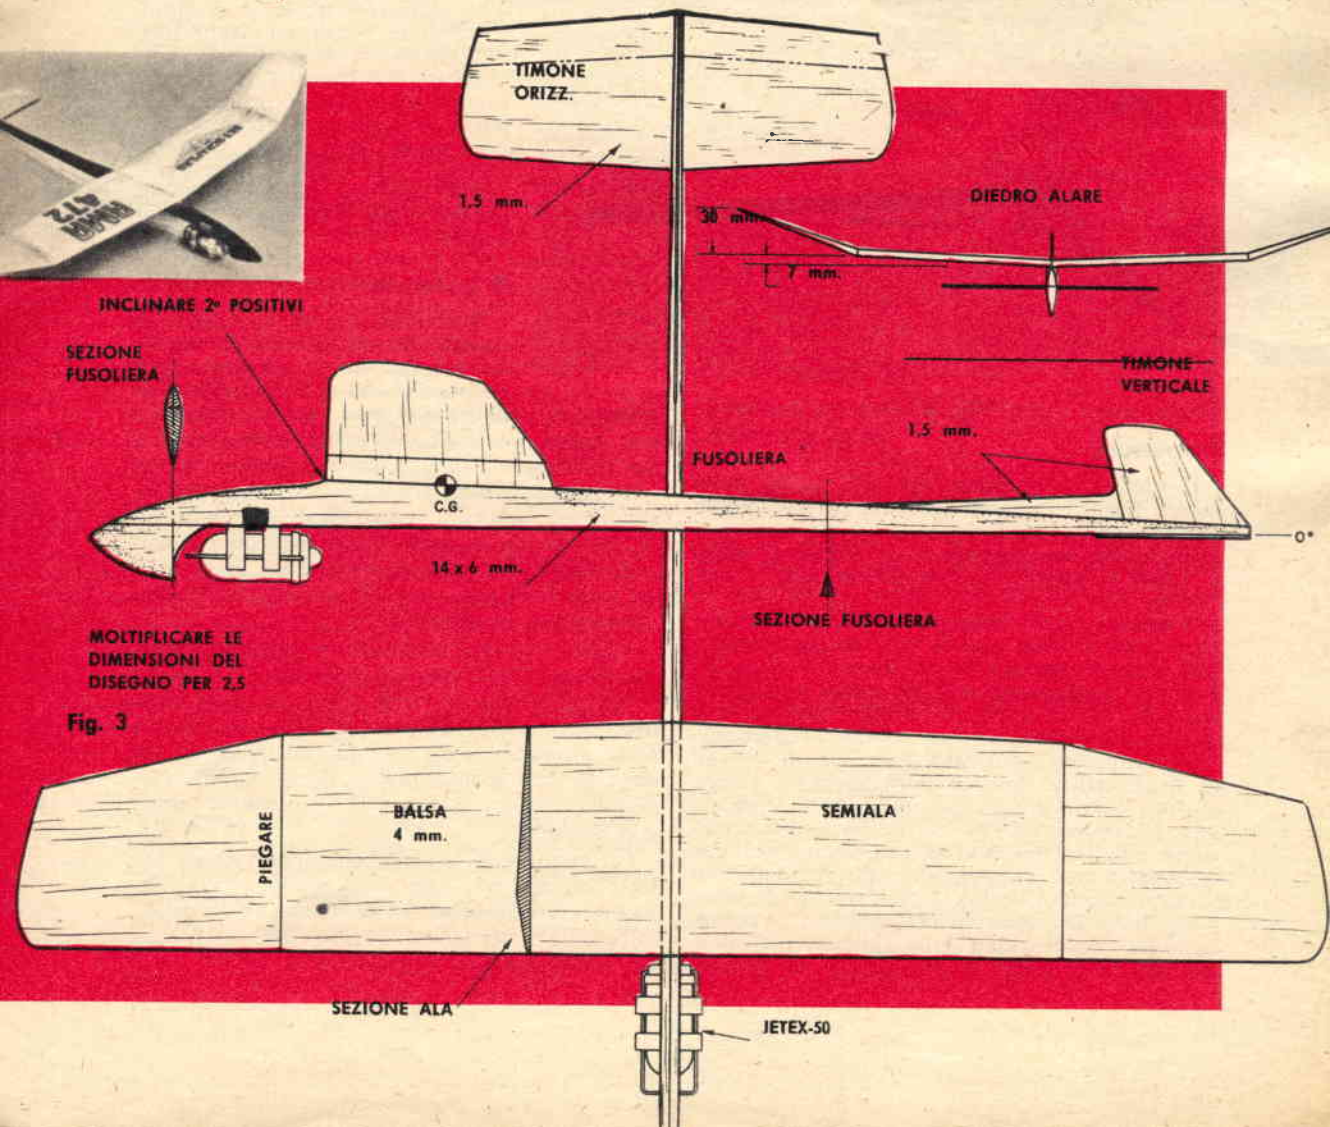 TIMONE
ORIZZ.
1,5 mm.
ROMA
472
30 mm.
DIEDRO ALARE
7 mm.
INCLINARE 2° POSITIVI
SEZIONE
FUSOLIERA
TIMONE
VERTICALE
1,5 mm.
FUSOLIERA
C.G.
14 x 6 mm.
0°
SEZIONE FUSOLIERA
MOLTIPLICARE LE
DIMENSIONI DEL
DISEGNO PER 2,5
Fig. 3
PIEGARE
BALSA
4 mm.
SEMIALA
SEZIONE ALA
JETEX-50